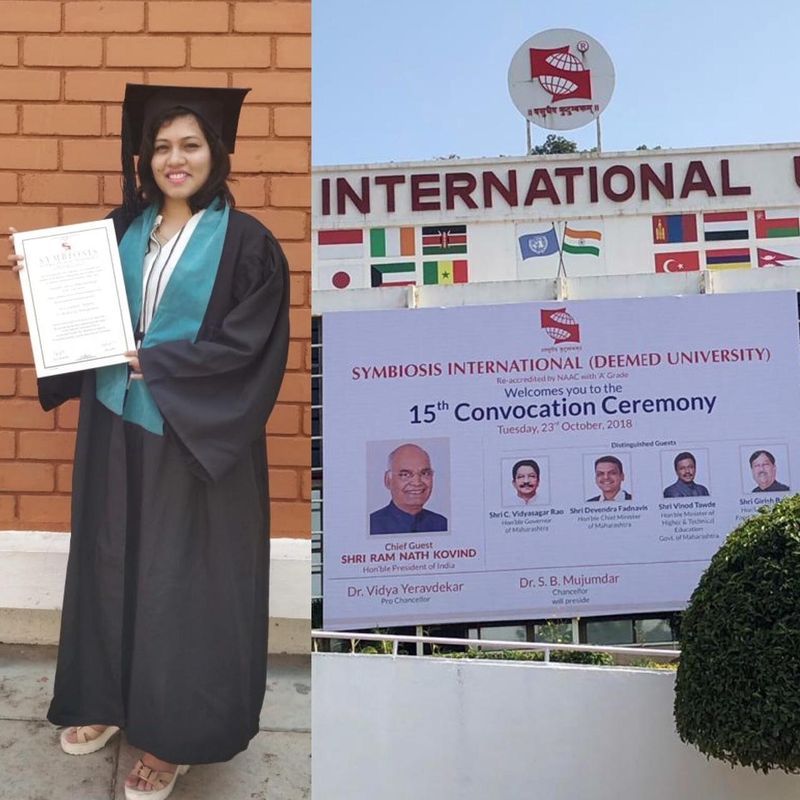 SYMBIOSIS
®
॥ वसुधैव कुटुम्बकम् ॥
INTERNATIONAL U
SYMBIOSIS INTERNATIONAL (DEEMED UNIVERSITY)
Re-accredited by NAAC with 'A' Grade
Welcomes you to the
15th Convocation Ceremony
Tuesday, 23rd October, 2018
Distinguished Guests
Shri C. Vidyasagar Rao
Hon'ble Governor
of Maharashtra
Shri Devendra Fadnavis
Hon'ble Chief Minister
of Maharashtra
Shri Vinod Tawde
Hon'ble Minister of
Higher & Technical
Education
Govt. of Maharashtra
Shri Girish
Hon'ble Min
Chief Guest
SHRI RAM NATH KOVIND
Hon'ble President of India
Dr. Vidya Yeravdekar
Pro Chancellor
Dr. S. B. Mujumdar
Chancellor
will preside